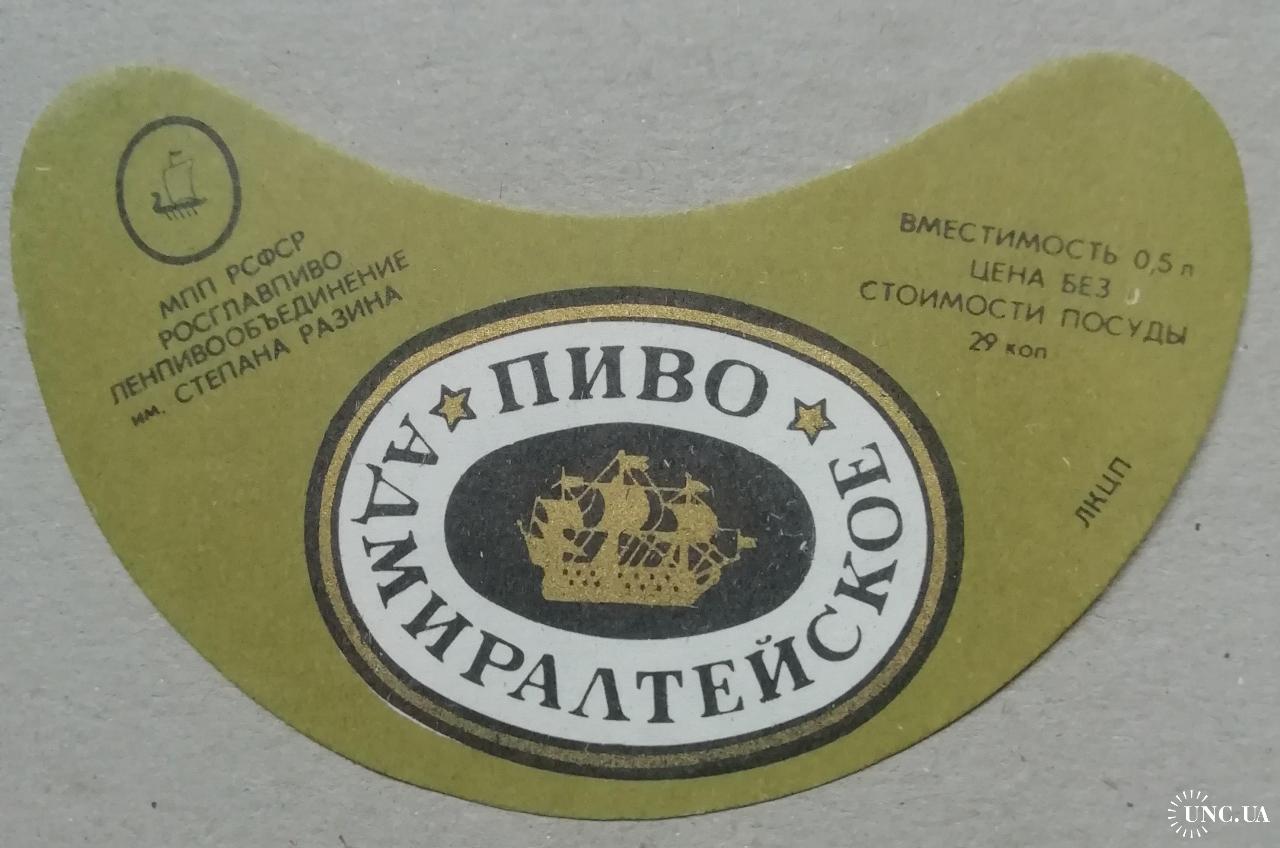 МПП РСФСР
РОСГЛАВПИВО
ЛЕНПИВООБЪЕДИНЕНИЕ
им. СТЕПАНА РАЗИНА
ВМЕСТИМОСТЬ 0,5 л
ЦЕНА БЕЗ
СТОИМОСТИ ПОСУДЫ
29 коп
ПИВО
АДМИРАЛТЕЙСКОЕ
ЛКЦП
UNC.UA